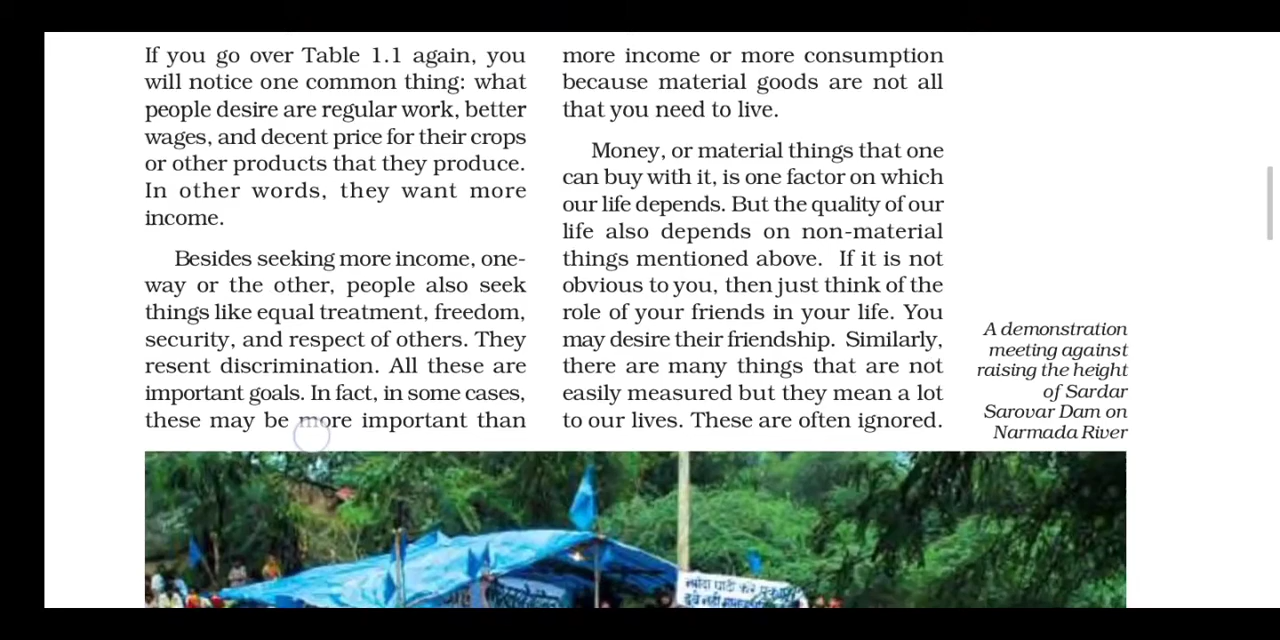 If you go over Table 1.1 again, you
will notice one common thing: what
people desire are regular work, better
wages, and decent price for their crops
or other products that they produce.
In other words, they want more
income.
Besides seeking more income, one-
way or the other, people also seek
things like equal treatment, freedom,
security, and respect of others. They
resent discrimination. All these are
important goals. In fact, in some cases,
these may be more important than
more income or more consumption
because material goods are not all
that you need to live.
Money, or material things that one
can buy with it, is one factor on which
our life depends. But the quality of our
life also depends on non-material
things mentioned above. If it is not
obvious to you, then just think of the
role of your friends in your life. You
may desire their friendship. Similarly,
there are many things that are not
easily measured but they mean a lot
to our lives. These are often ignored.
A demonstration
meeting against
raising the height
of Sardar
Sarovar Dam on
Narmada River